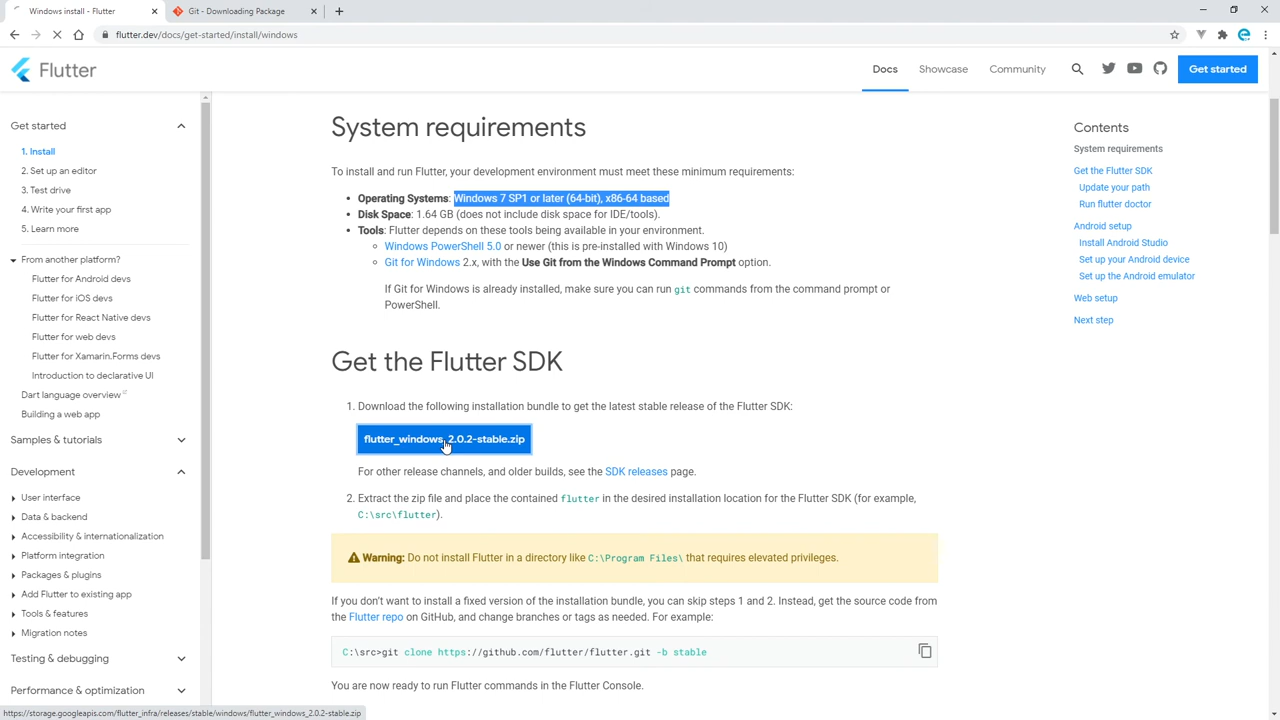 Windows install - Flutter
Git - Downloading Package
flutter.dev/docs/get-started/install/windows
Flutter
Docs
Showcase
Community
Get started
Get started
1. Install
2. Set up an editor
3. Test drive
4. Write your first app
5. Learn more
From another platform?
Flutter for Android devs
Flutter for iOS devs
Flutter for React Native devs
Flutter for web devs
Flutter for Xamarin.Forms devs
Introduction to declarative UI
Dart language overview
Building a web app
Samples & tutorials
Development
User interface
Data & backend
Accessibility & internationalization
Platform integration
Packages & plugins
Add Flutter to existing app
Tools & features
Migration notes
Testing & debugging
Performance & optimization
System requirements
To install and run Flutter, your development environment must meet these minimum requirements:
• Operating Systems: Windows 7 SP1 or later (64-bit), x86-64 based
• Disk Space: 1.64 GB (does not include disk space for IDE/tools).
• Tools: Flutter depends on these tools being available in your environment.
Windows PowerShell 5.0 or newer (this is pre-installed with Windows 10)
Git for Windows 2.x, with the Use Git from the Windows Command Prompt option.
If Git for Windows is already installed, make sure you can run git commands from the command prompt or
PowerShell.
Get the Flutter SDK
1. Download the following installation bundle to get the latest stable release of the Flutter SDK:
flutter_windows_2.0.2-stable.zip
For other release channels, and older builds, see the SDK releases page.
2. Extract the zip file and place the contained flutter in the desired installation location for the Flutter SDK (for example,
C:\src\flutter).
Warning: Do not install Flutter in a directory like C:\Program Files\ that requires elevated privileges.
If you don't want to install a fixed version of the installation bundle, you can skip steps 1 and 2. Instead, get the source code from
the Flutter repo on GitHub, and change branches or tags as needed. For example:
C:\src>git clone https://github.com/flutter/flutter.git -b stable
You are now ready to run Flutter commands in the Flutter Console.
Contents
System requirements
Get the Flutter SDK
Update your path
Run flutter doctor
Android setup
Install Android Studio
Set up your Android device
Set up the Android emulator
Web setup
Next step
https://storage.googleapis.com/flutter_infra/releases/stable/windows/flutter_windows_2.0.2-stable.zip